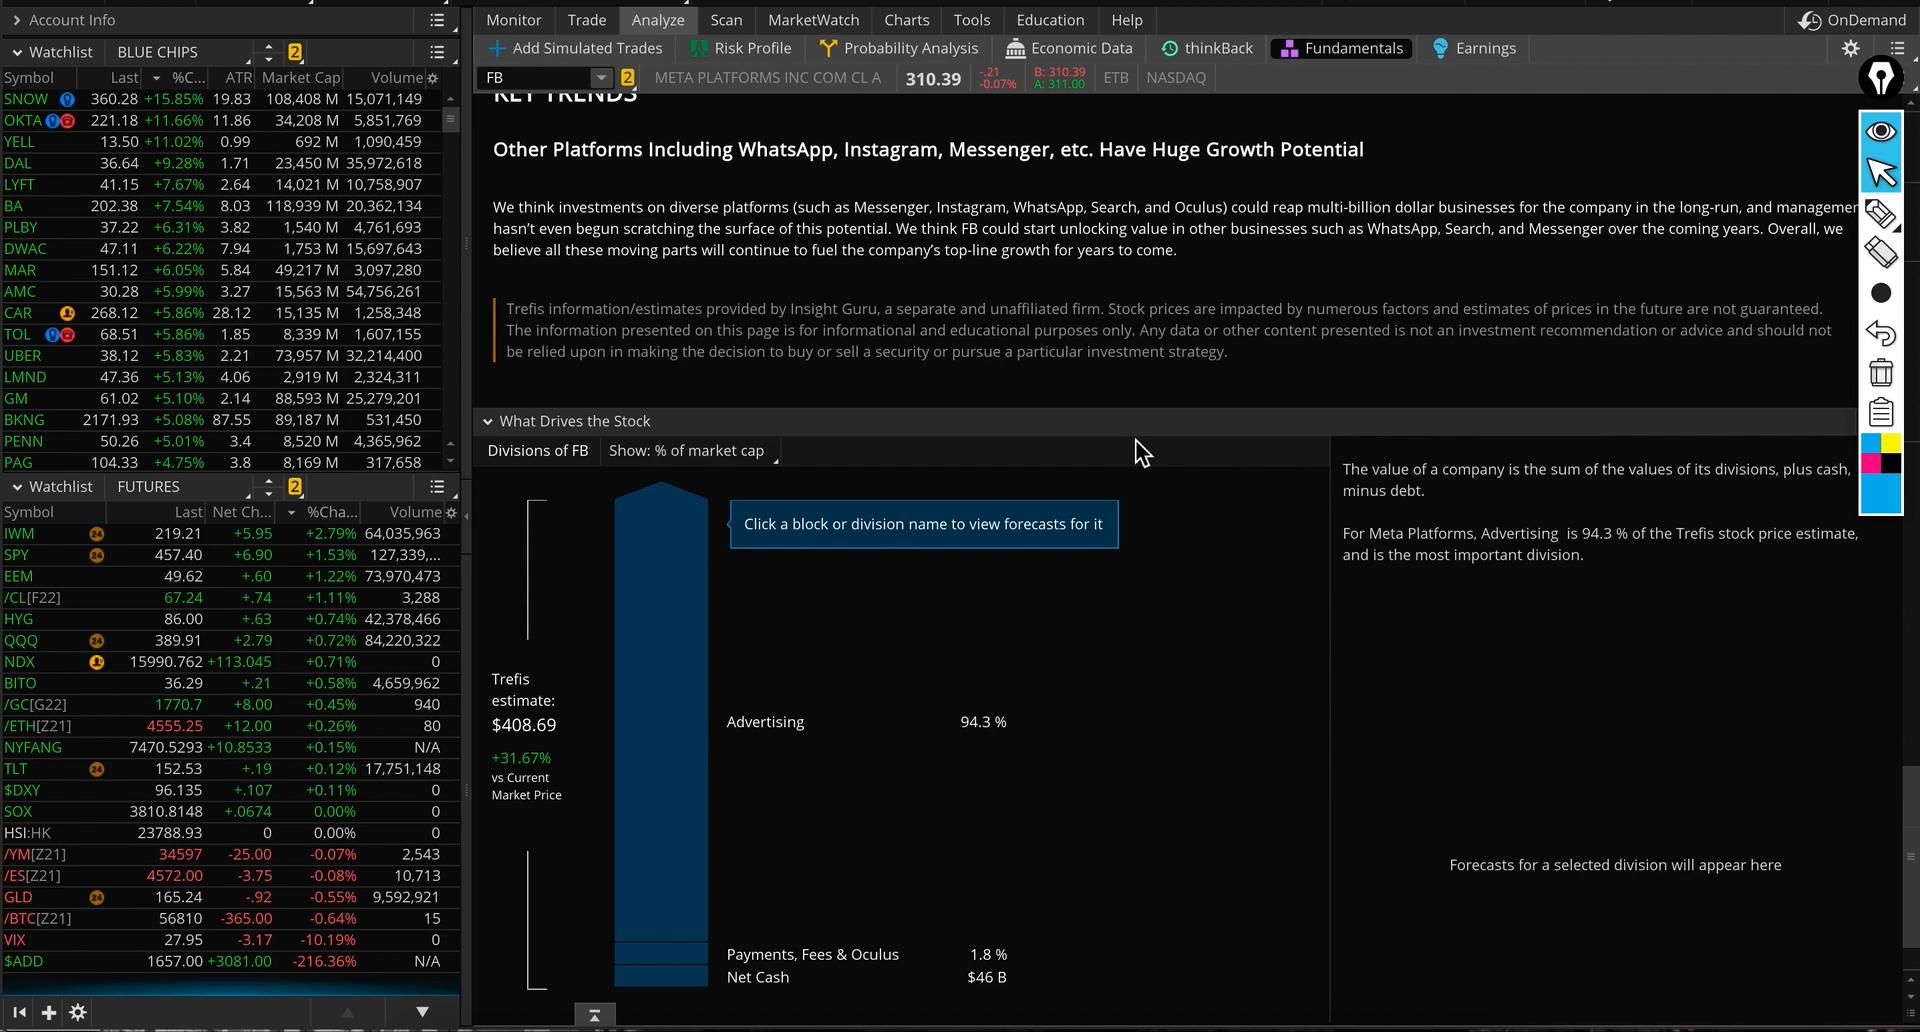 Account Info
Monitor Trade Analyze Scan MarketWatch Charts Tools Education Help OnDemand
Watchlist BLUE CHIPS 2
Add Simulated Trades Risk Profile Probability Analysis Economic Data thinkBack Fundamentals Earnings
FB 2 META PLATFORMS INC COM CL A 310.39 -.21 -0.07% B: 310.39 A: 311.00 ETB NASDAQ
Symbol Last %C... ATR Market Cap Volume
SNOW 360.28 +15.85% 19.83 108,408 M 15,071,149
OKTA 221.18 +11.66% 11.86 34,208 M 5,851,769
YELL 13.50 +11.02% 0.99 692 M 1,090,459
DAL 36.64 +9.28% 1.71 23,450 M 35,972,618
LYFT 41.15 +7.67% 2.64 14,021 M 10,758,907
BA 202.38 +7.54% 8.03 118,939 M 20,362,134
PLBY 37.22 +6.31% 3.82 1,540 M 4,761,693
DWAC 47.11 +6.22% 7.94 1,753 M 15,697,643
MAR 151.12 +6.05% 5.84 49,217 M 3,097,280
AMC 30.28 +5.99% 3.27 15,563 M 54,756,261
CAR 268.12 +5.86% 28.12 15,135 M 1,258,348
TOL 68.51 +5.86% 1.85 8,339 M 1,607,155
UBER 38.12 +5.83% 2.21 73,957 M 32,214,400
LMND 47.36 +5.13% 4.06 2,919 M 2,324,311
GM 61.02 +5.10% 2.14 88,593 M 25,279,201
BKNG 2171.93 +5.08% 87.55 89,187 M 531,450
PENN 50.26 +5.01% 3.4 8,520 M 4,365,962
PAG 104.33 +4.75% 3.8 8,169 M 317,658
Watchlist FUTURES 2
Symbol Last Net Ch... %Cha... Volume
IWM 24 219.21 +5.95 +2.79% 64,035,963
SPY 24 457.40 +6.90 +1.53% 127,339,...
EEM 49.62 +.60 +1.22% 73,970,473
/CL[F22] 67.24 +.74 +1.11% 3,288
HYG 86.00 +.63 +0.74% 42,378,466
QQQ 24 389.91 +2.79 +0.72% 84,220,322
NDX 15990.762 +113.045 +0.71% 0
BITO 36.29 +.21 +0.58% 4,659,962
/GC[G22] 1770.7 +8.00 +0.45% 940
/ETH[Z21] 4555.25 +12.00 +0.26% 80
NYFANG 7470.5293 +10.8533 +0.15% N/A
TLT 24 152.53 +.19 +0.12% 17,751,148
$DXY 96.135 +.107 +0.11% 0
SOX 3810.8148 +.0674 0.00% 0
HSI:HK 23788.93 0 0.00% 0
/YM[Z21] 34597 -25.00 -0.07% 2,543
/ES[Z21] 4572.00 -3.75 -0.08% 10,713
GLD 24 165.24 -.92 -0.55% 9,592,921
/BTC[Z21] 56810 -365.00 -0.64% 15
VIX 27.95 -3.17 -10.19% 0
$ADD 1657.00 +3081.00 -216.36% N/A
KEY TRENDS
Other Platforms Including WhatsApp, Instagram, Messenger, etc. Have Huge Growth Potential
We think investments on diverse platforms (such as Messenger, Instagram, WhatsApp, Search, and Oculus) could reap multi-billion dollar businesses for the company in the long-run, and managemen
hasn't even begun scratching the surface of this potential. We think FB could start unlocking value in other businesses such as WhatsApp, Search, and Messenger over the coming years. Overall, we
believe all these moving parts will continue to fuel the company's top-line growth for years to come.
Trefis information/estimates provided by Insight Guru, a separate and unaffiliated firm. Stock prices are impacted by numerous factors and estimates of prices in the future are not guaranteed.
The information presented on this page is for informational and educational purposes only. Any data or other content presented is not an investment recommendation or advice and should not
be relied upon in making the decision to buy or sell a security or pursue a particular investment strategy.
What Drives the Stock
Divisions of FB Show: % of market cap
Click a block or division name to view forecasts for it
Trefis
estimate:
$408.69
+31.67%
vs Current
Market Price
Advertising 94.3 %
Payments, Fees & Oculus 1.8 %
Net Cash $46 B
The value of a company is the sum of the values of its divisions, plus cash,
minus debt.
For Meta Platforms, Advertising is 94.3 % of the Trefis stock price estimate,
and is the most important division.
Forecasts for a selected division will appear here